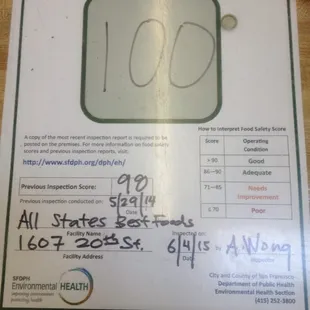 100
A copy of the most recent inspection report is required to be
posted on the premises. For more information on food safety
scores and previous inspection reports, visit:
http://www.sfdph.org/dph/eh/
How to Interpret Food Safety Score
Score Operating Condition
>90 Good
86—90 Adequate
71—85 Needs Improvement
≤70 Poor
Previous Inspection Score: 98
Previous inspection conducted on: 5/29/14
Date
All States Best Foods
Facility Name
Inspected on:
1607 20th St. 6/4/15 by A. Wong
Facility Address Date
SFDPH
Environmental HEALTH
City and County of San Francisco
Department of Public Health
Environmental Health Section
(415) 252-3800